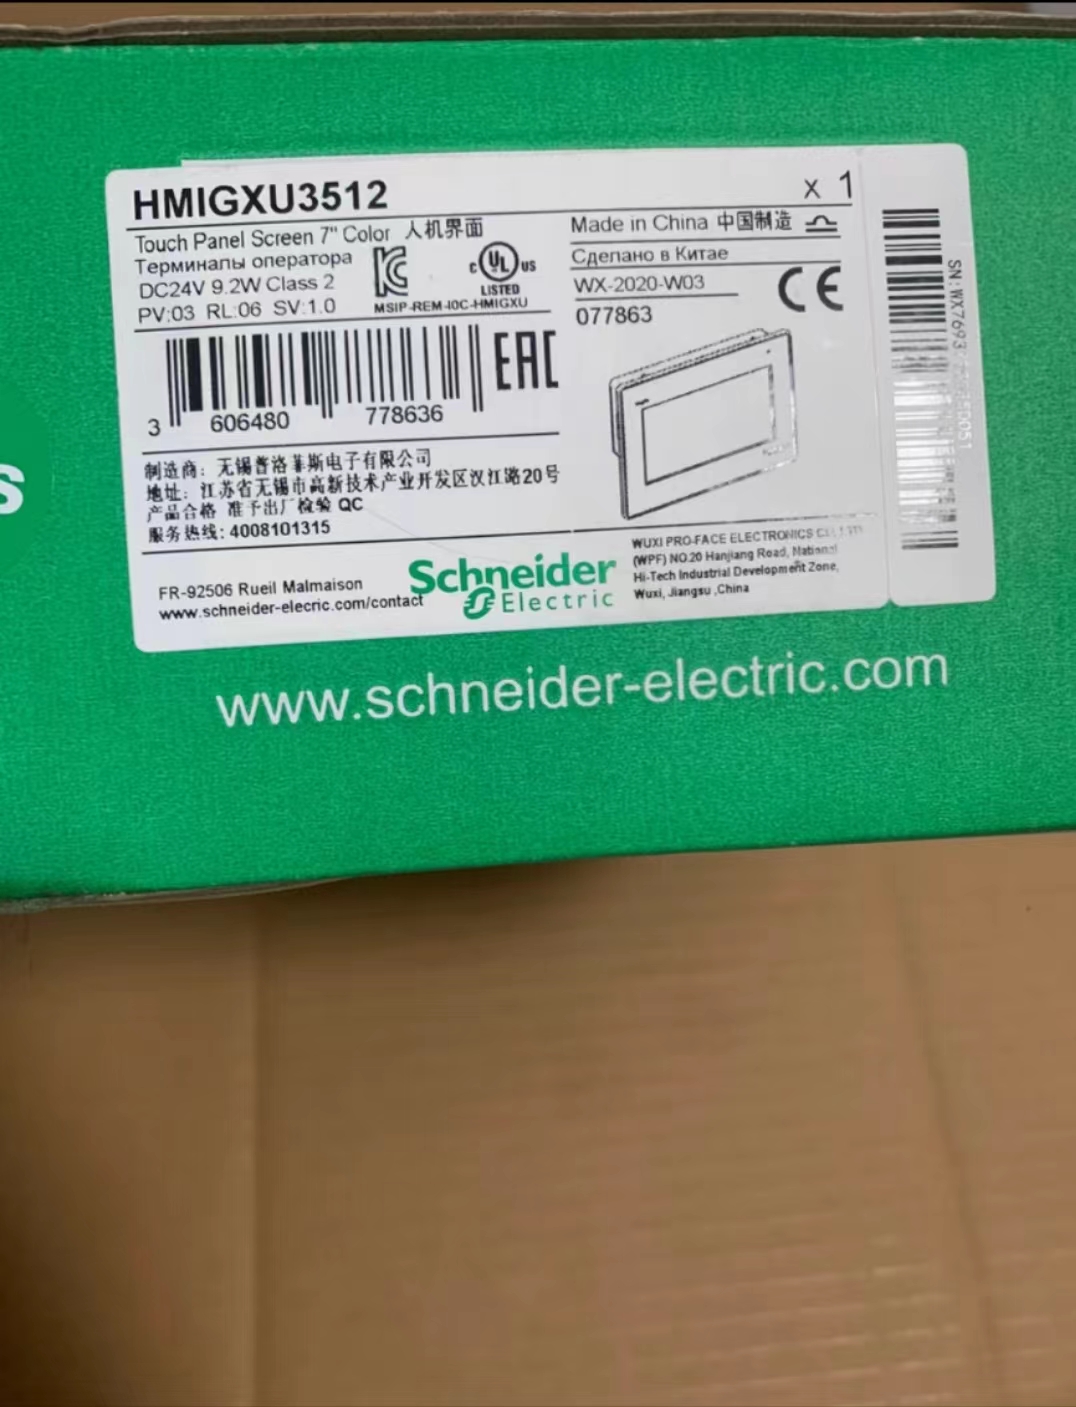 HMIGXU3512
x 1
Touch Panel Screen 7" Color 人机界面
Терминалы оператора
DC24V 9.2W Class 2
PV:03 RL:06 SV:1.0
c UL us
LISTED
MSIP-REM-I0C-HMIGXU
Made in China 中国制造
Сделано в Китае
WX-2020-W03
077863
CE
EAC
3 606480 778636
制造商: 无锡普洛菲斯电子有限公司
地址: 江苏省无锡市高新技术产业开发区汉江路20号
产品合格 准予出厂检验 QC
服务热线: 4008101315
FR-92506 Rueil Malmaison
www.schneider-elecric.com/contact
Schneider
Electric
WUXI PRO-FACE ELECTRONICS
(WPF) NO.20 Hanjiang Road, National
Hi-Tech Industrial Development Zone,
Wuxi, Jiangsu ,China
SN: WX7693
www.schneider-electric.com
s